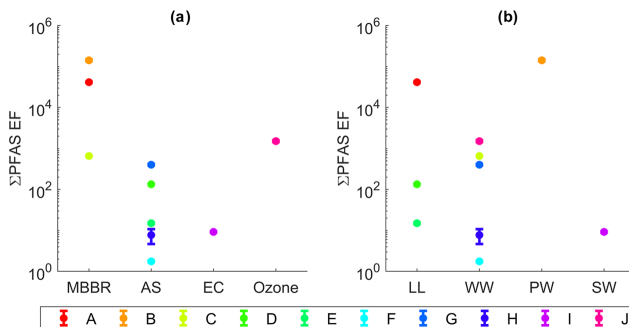 (a)
10^6
10^4
10^2
10^0
ΣPFAS EF
MBBR AS EC Ozone
(b)
10^6
10^4
10^2
10^0
ΣPFAS EF
LL WW PW SW
A B C D E F G H I J